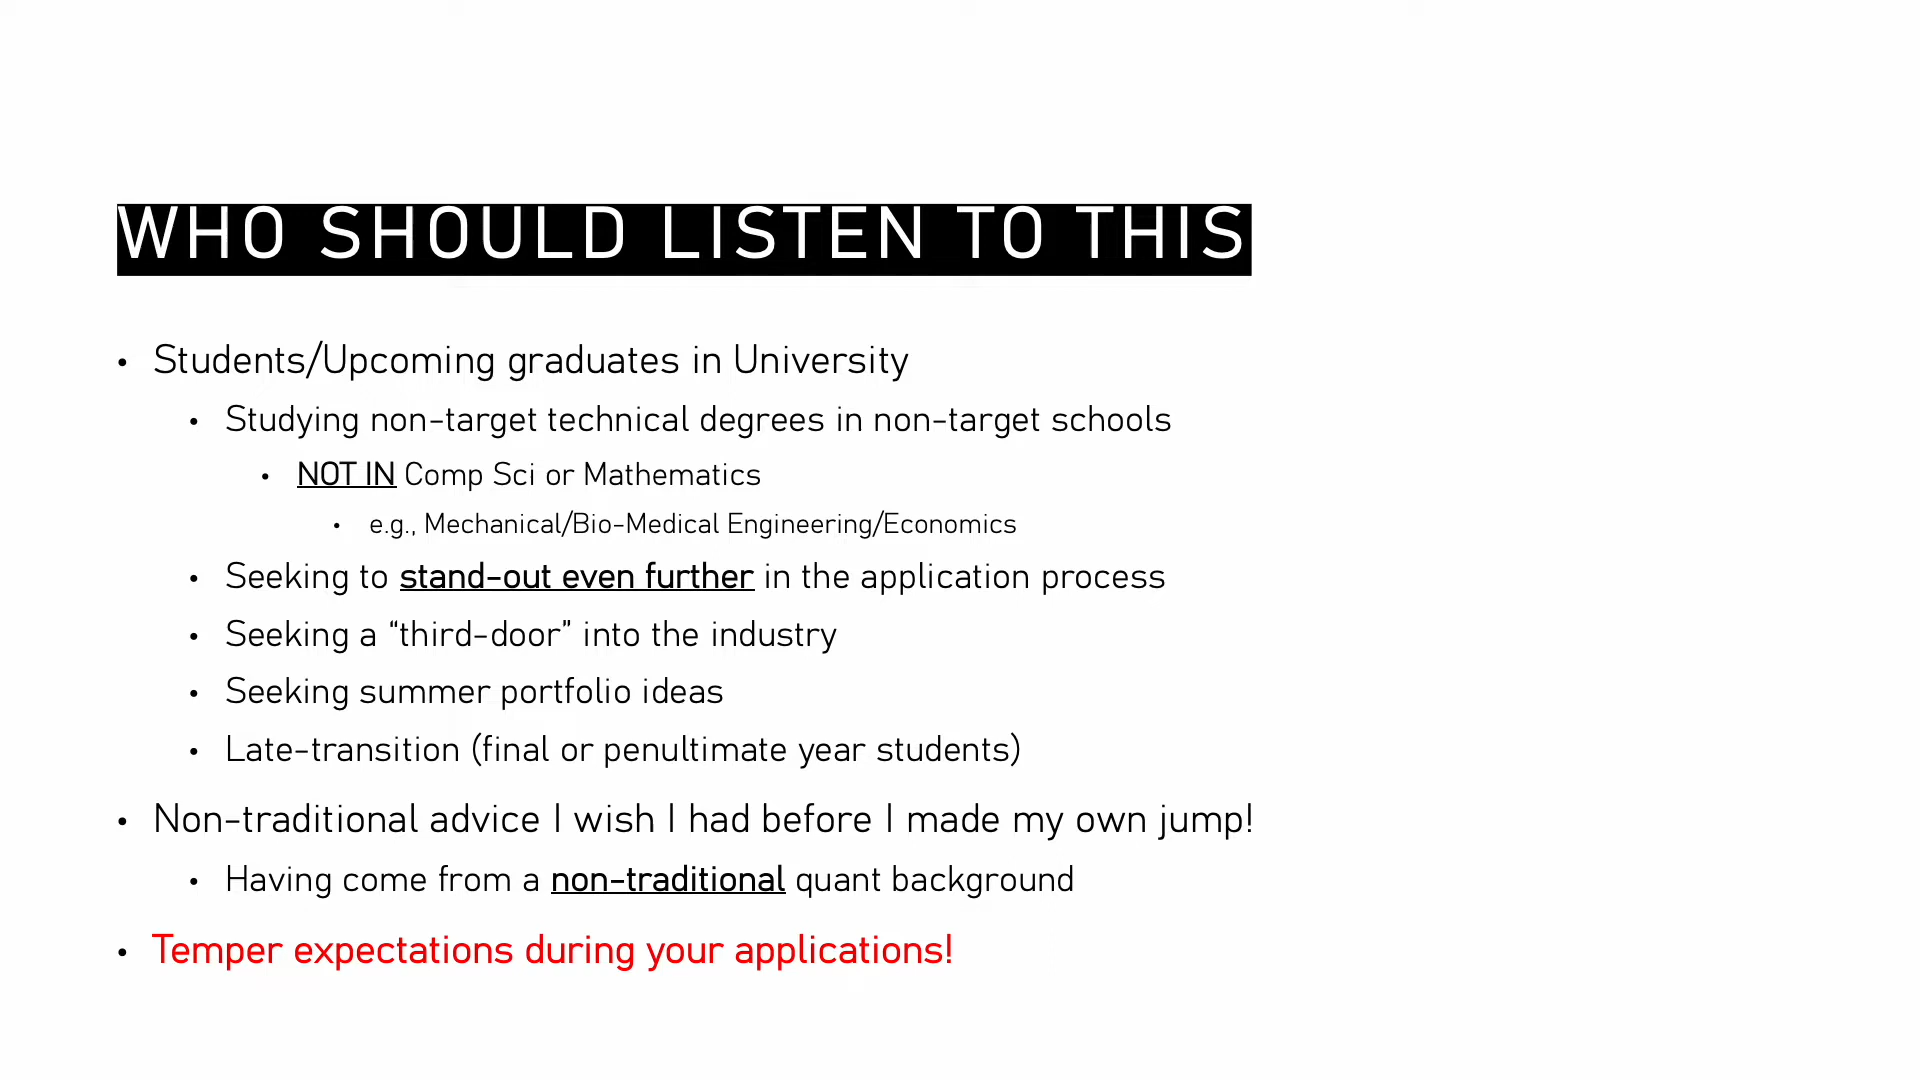 WHO SHOULD LISTEN TO THIS
• Students/Upcoming graduates in University
• Studying non-target technical degrees in non-target schools
• NOT IN Comp Sci or Mathematics
• e.g., Mechanical/Bio-Medical Engineering/Economics
• Seeking to stand-out even further in the application process
• Seeking a “third-door” into the industry
• Seeking summer portfolio ideas
• Late-transition (final or penultimate year students)
• Non-traditional advice I wish I had before I made my own jump!
• Having come from a non-traditional quant background
• Temper expectations during your applications!